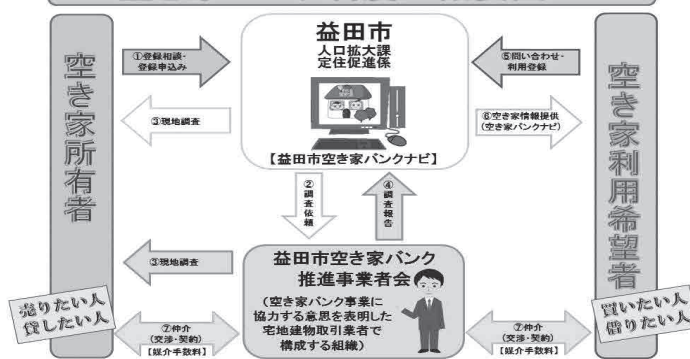 益田市
人口拡大課
定住促進係
【益田市空き家バンクナビ】
空き家所有者
売りたい人
貸したい人
空き家利用希望者
買いたい人
借りたい人
①登録相談・
登録申込み
③現地調査
⑤問い合わせ・
利用登録
⑥空き家情報提供
(空き家バンクナビ)
②調査依頼
④調査報告
③現地調査
益田市空き家バンク
推進事業者会
(空き家バンク事業に
協力する意思を表明した
宅地建物取引業者で
構成する組織)
⑦仲介
(交渉・契約)
【媒介手数料】
⑦仲介
(交渉・契約)
【媒介手数料】